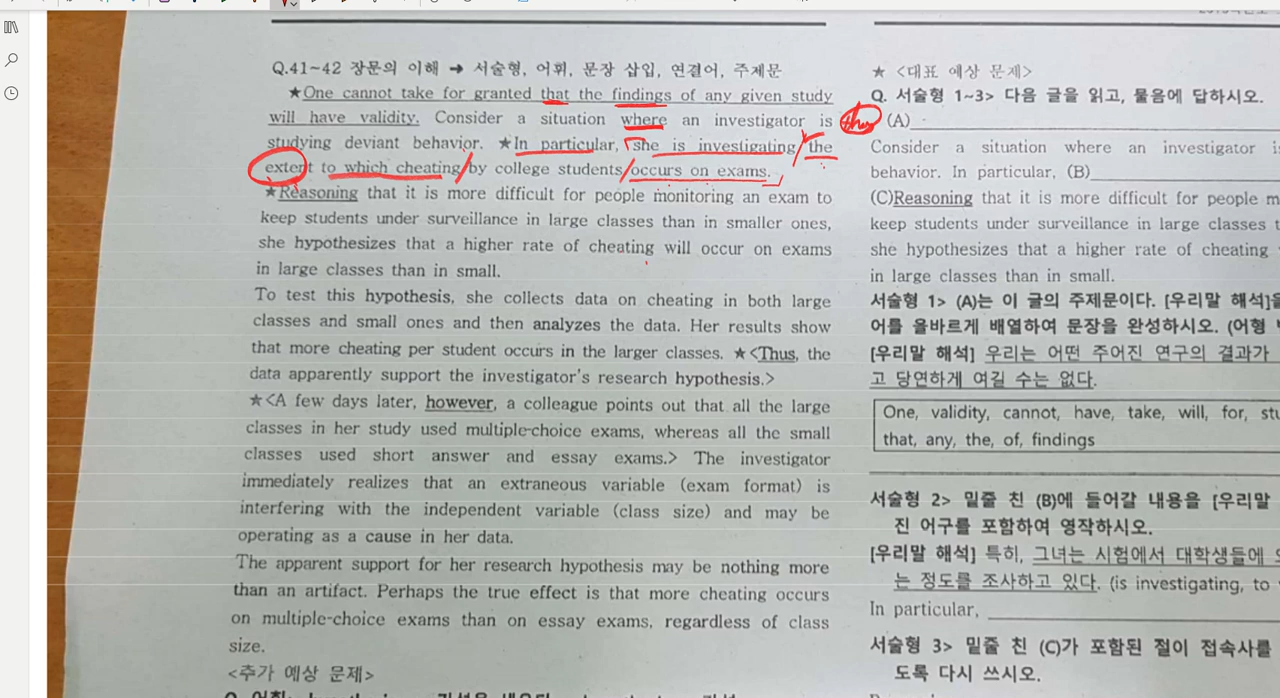 Q.41~42 장문의 이해 → 서술형, 어휘, 문장 삽입, 연결어, 주제문
★One cannot take for granted that the findings of any given study
will have validity. Consider a situation where an investigator is
studying deviant behavior. ★In particular, she is investigating the
extent to which cheating by college students occurs on exams.
★Reasoning that it is more difficult for people monitoring an exam to
keep students under surveillance in large classes than in smaller ones,
she hypothesizes that a higher rate of cheating will occur on exams
in large classes than in small.
To test this hypothesis, she collects data on cheating in both large
classes and small ones and then analyzes the data. Her results show
that more cheating per student occurs in the larger classes. ★<Thus, the
data apparently support the investigator's research hypothesis.>
★<A few days later, however, a colleague points out that all the large
classes in her study used multiple-choice exams, whereas all the small
classes used short answer and essay exams.> The investigator
immediately realizes that an extraneous variable (exam format) is
interfering with the independent variable (class size) and may be
operating as a cause in her data.
The apparent support for her research hypothesis may be nothing more
than an artifact. Perhaps the true effect is that more cheating occurs
on multiple-choice exams than on essay exams, regardless of class
size.
<추가 예상 문제>
★ <대표 예상 문제>
Q. 서술형 1~3> 다음 글을 읽고, 물음에 답하시오.
(A)
Consider a situation where an investigator
behavior. In particular, (B)
(C)Reasoning that it is more difficult for people
keep students under surveillance in large classes
she hypothesizes that a higher rate of cheating
in large classes than in small.
서술형 1> (A)는 이 글의 주제문이다. [우리말 해석]을
어를 올바르게 배열하여 문장을 완성하시오. (어형
[우리말 해석] 우리는 어떤 주어진 연구의 결과가
고 당연하게 여길 수는 없다.
One, validity, cannot, have, take, will, for,
that, any, the, of, findings
서술형 2> 밑줄 친 (B)에 들어갈 내용을 [우리말
진 어구를 포함하여 영작하시오.
[우리말 해석] 특히, 그녀는 시험에서 대학생들에
는 정도를 조사하고 있다. (is investigating, to
In particular,
서술형 3> 밑줄 친 (C)가 포함된 절이 접속사를
도록 다시 쓰시오.